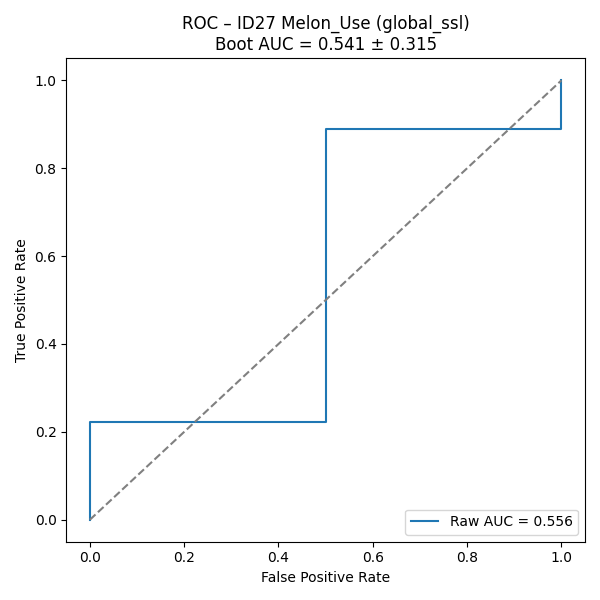 ROC – ID27 Melon_Use (global_ssl)
Boot AUC = 0.541 ± 0.315
True Positive Rate
1.0
0.8
0.6
0.4
0.2
0.0
Raw AUC = 0.556
0.0 0.2 0.4 0.6 0.8 1.0
False Positive Rate